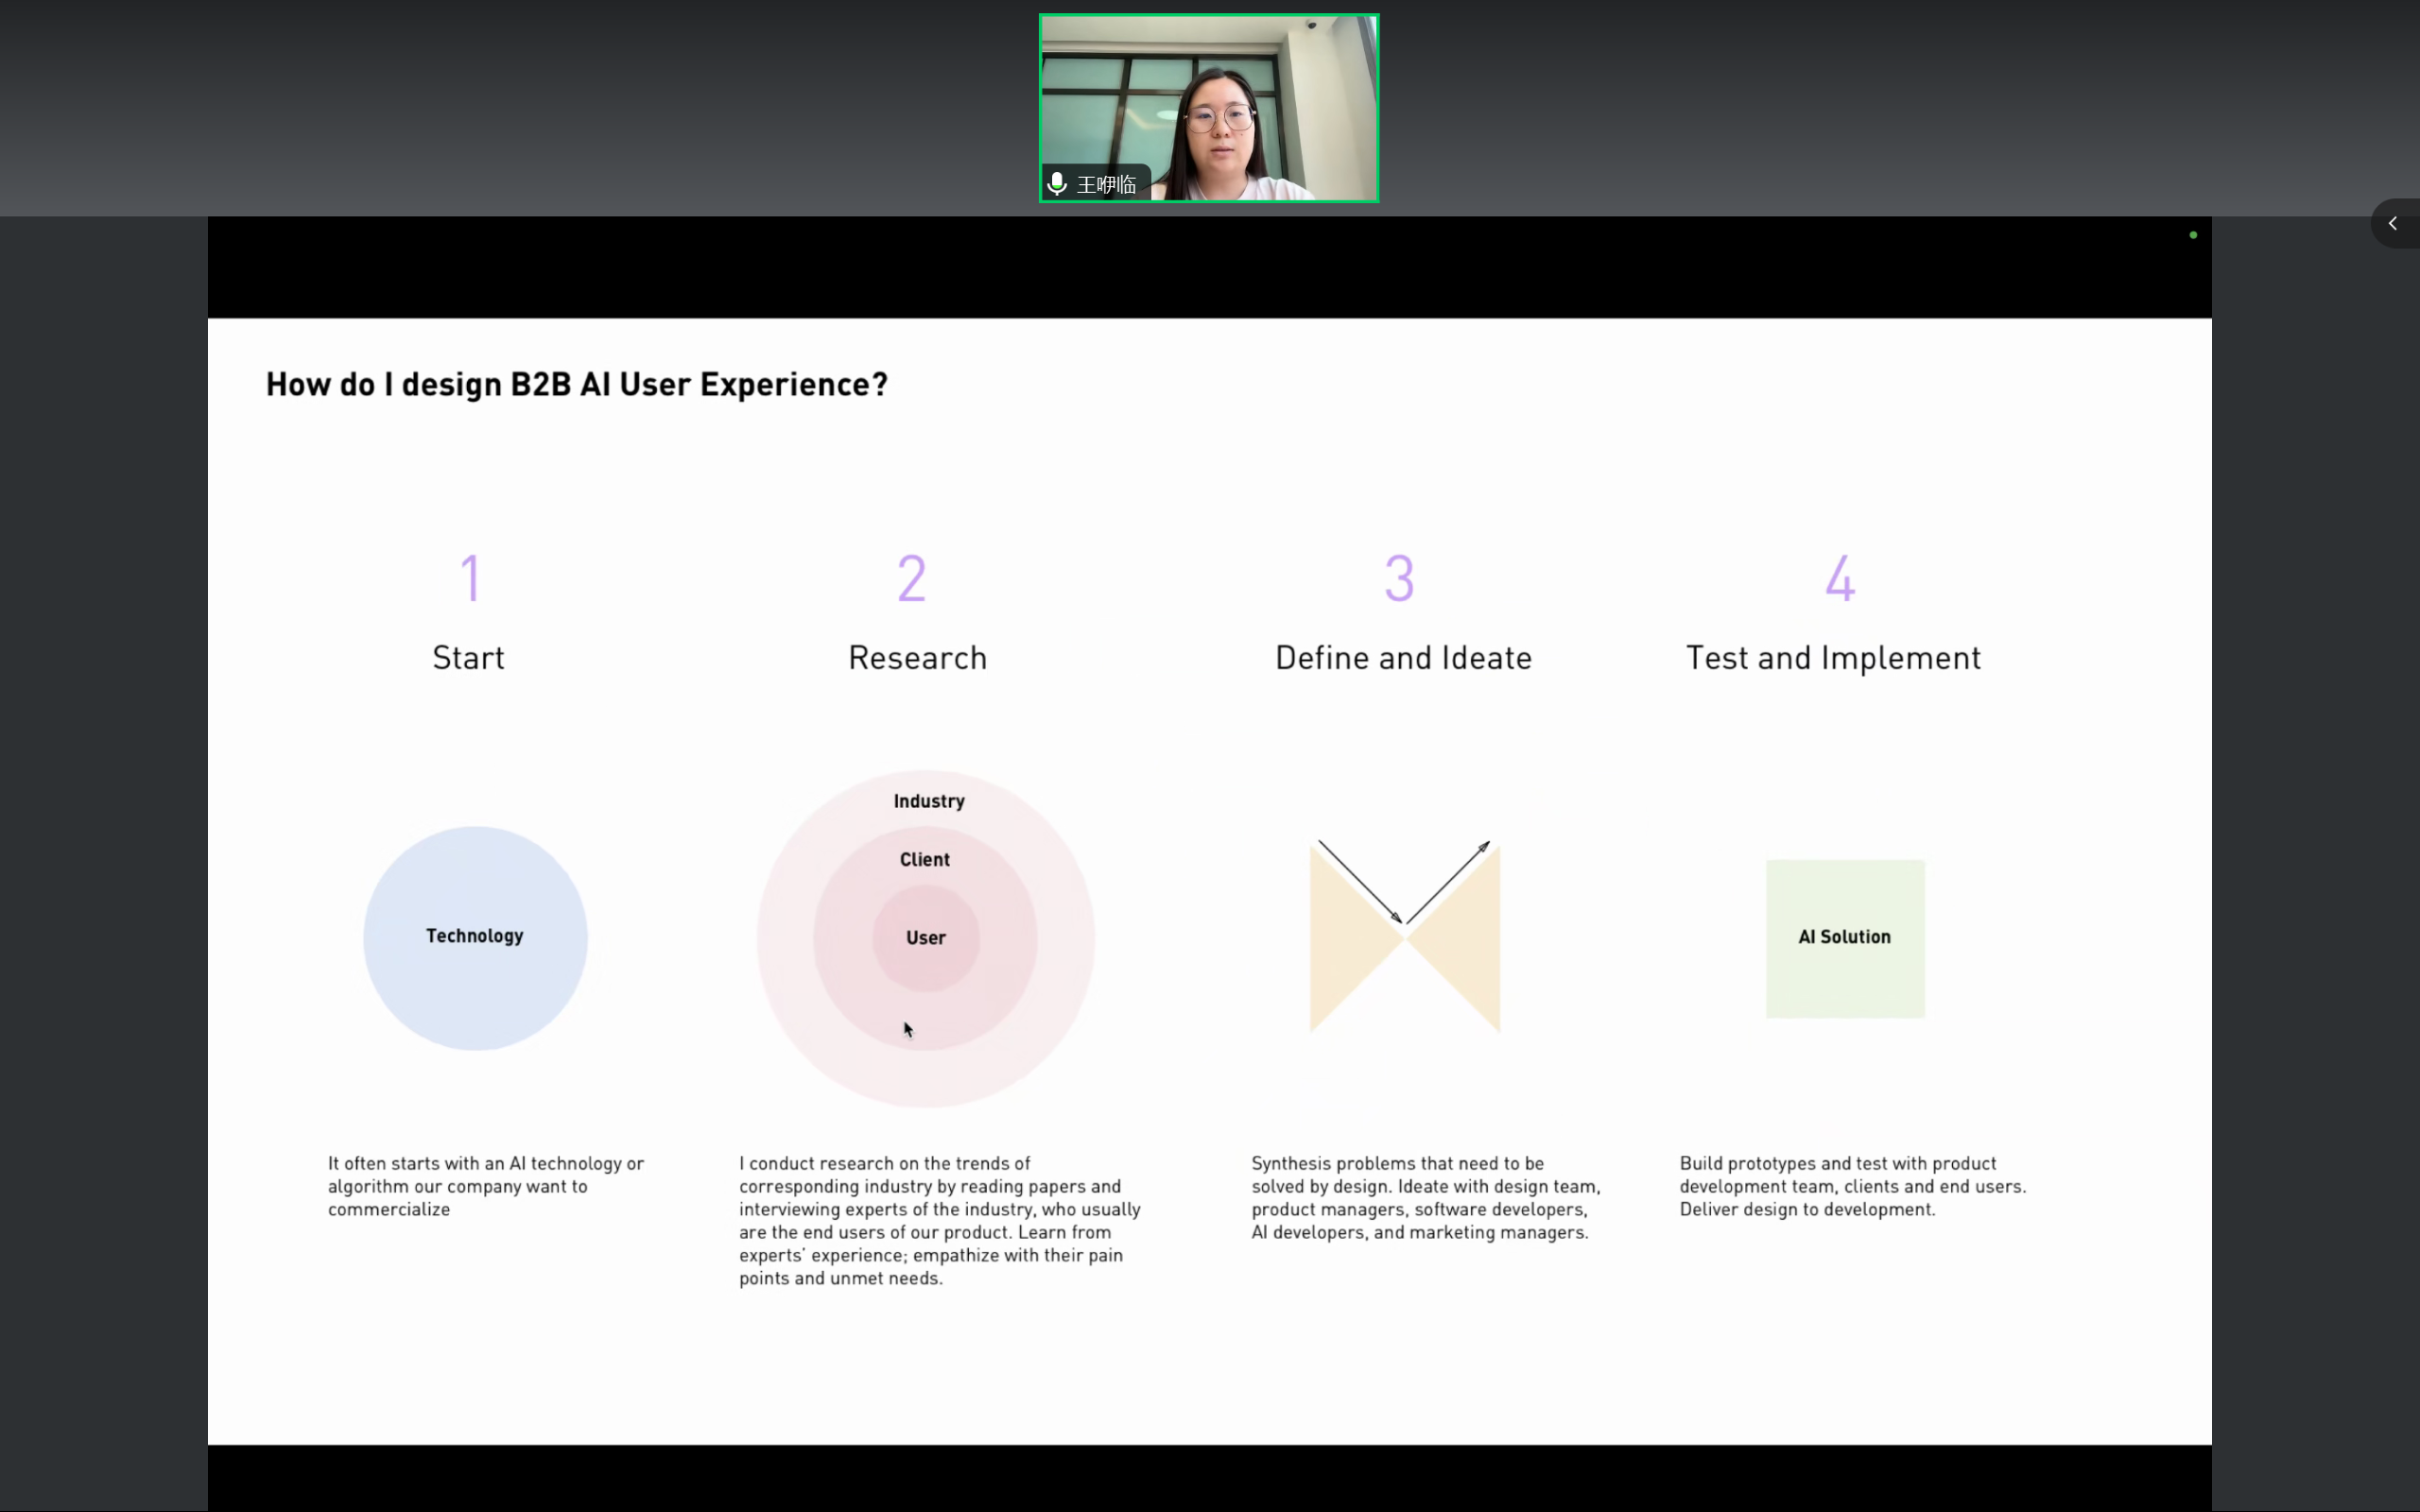 王咿临
How do I design B2B AI User Experience?
1
Start
Technology
It often starts with an AI technology or
algorithm our company want to
commercialize
2
Research
Industry
Client
User
I conduct research on the trends of
corresponding industry by reading papers and
interviewing experts of the industry, who usually
are the end users of our product. Learn from
experts' experience; empathize with their pain
points and unmet needs.
3
Define and Ideate
Synthesis problems that need to be
solved by design. Ideate with design team,
product managers, software developers,
AI developers, and marketing managers.
4
Test and Implement
AI Solution
Build prototypes and test with product
development team, clients and end users.
Deliver design to development.